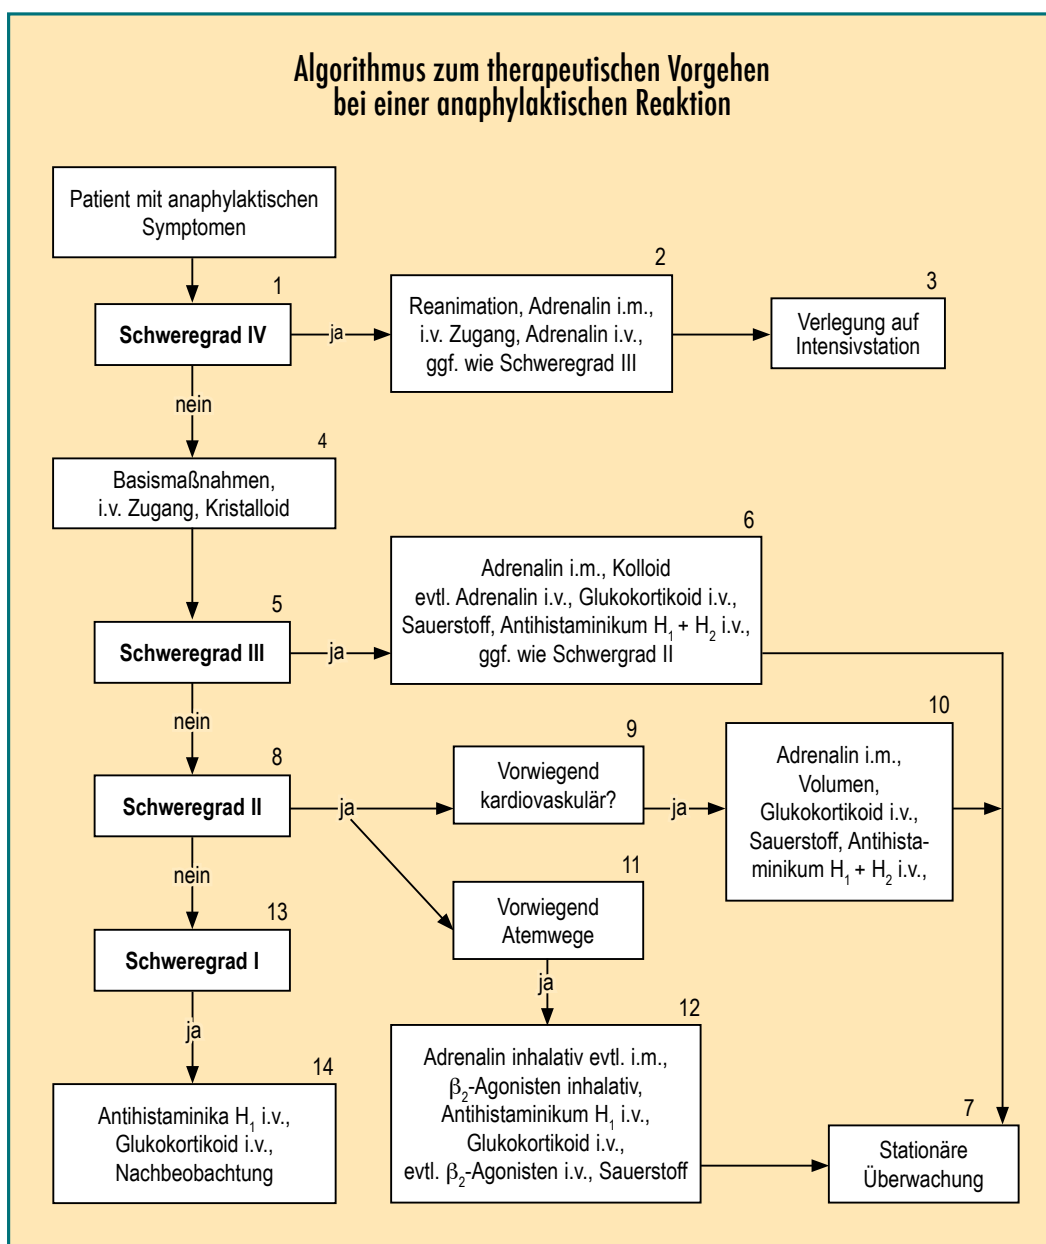 Algorithmus zum therapeutischen Vorgehen
bei einer anaphylaktischen Reaktion
Patient mit anaphylaktischen
Symptomen
1
Schweregrad IV
ja
2
Reanimation, Adrenalin i.m.,
i.v. Zugang, Adrenalin i.v.,
ggf. wie Schweregrad III
3
Verlegung auf
Intensivstation
nein
4
Basismaßnahmen,
i.v. Zugang, Kristalloid
5
Schweregrad III
ja
6
Adrenalin i.m., Kolloid
evtl. Adrenalin i.v., Glukokortikoid i.v.,
Sauerstoff, Antihistaminikum H₁ + H₂ i.v.,
ggf. wie Schwergrad II
nein
8
Schweregrad II
ja
9
Vorwiegend
kardiovaskulär?
ja
10
Adrenalin i.m.,
Volumen,
Glukokortikoid i.v.,
Sauerstoff, Antihista-
minikum H₁ + H₂ i.v.,
11
Vorwiegend
Atemwege
ja
12
Adrenalin inhalativ evtl. i.m.,
β₂-Agonisten inhalativ,
Antihistaminikum H₁ i.v.,
Glukokortikoid i.v.,
evtl. β₂-Agonisten i.v., Sauerstoff
7
Stationäre
Überwachung
nein
13
Schweregrad I
ja
14
Antihistaminika H₁ i.v.,
Glukokortikoid i.v.,
Nachbeobachtung